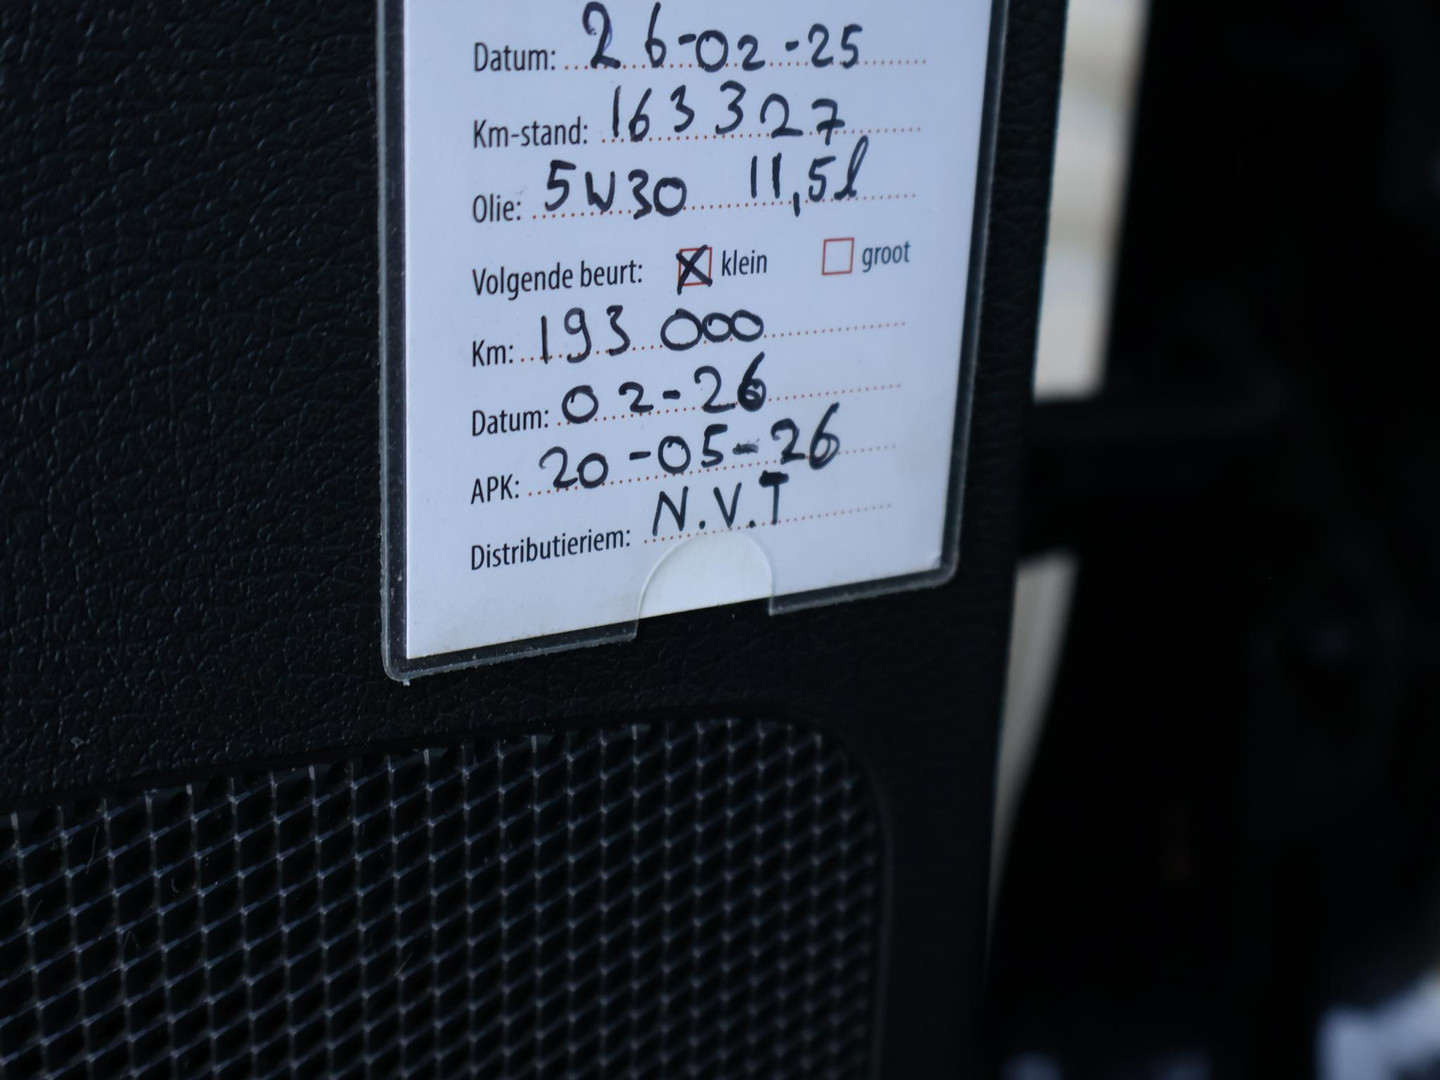 Datum: 26-02-25
Km-stand: 163327
Olie: 5W30 11,5l
Volgende beurt: klein groot
Km: 193 000
Datum: 02-26
APK: 20-05-26
Distributieriem: N.V.T